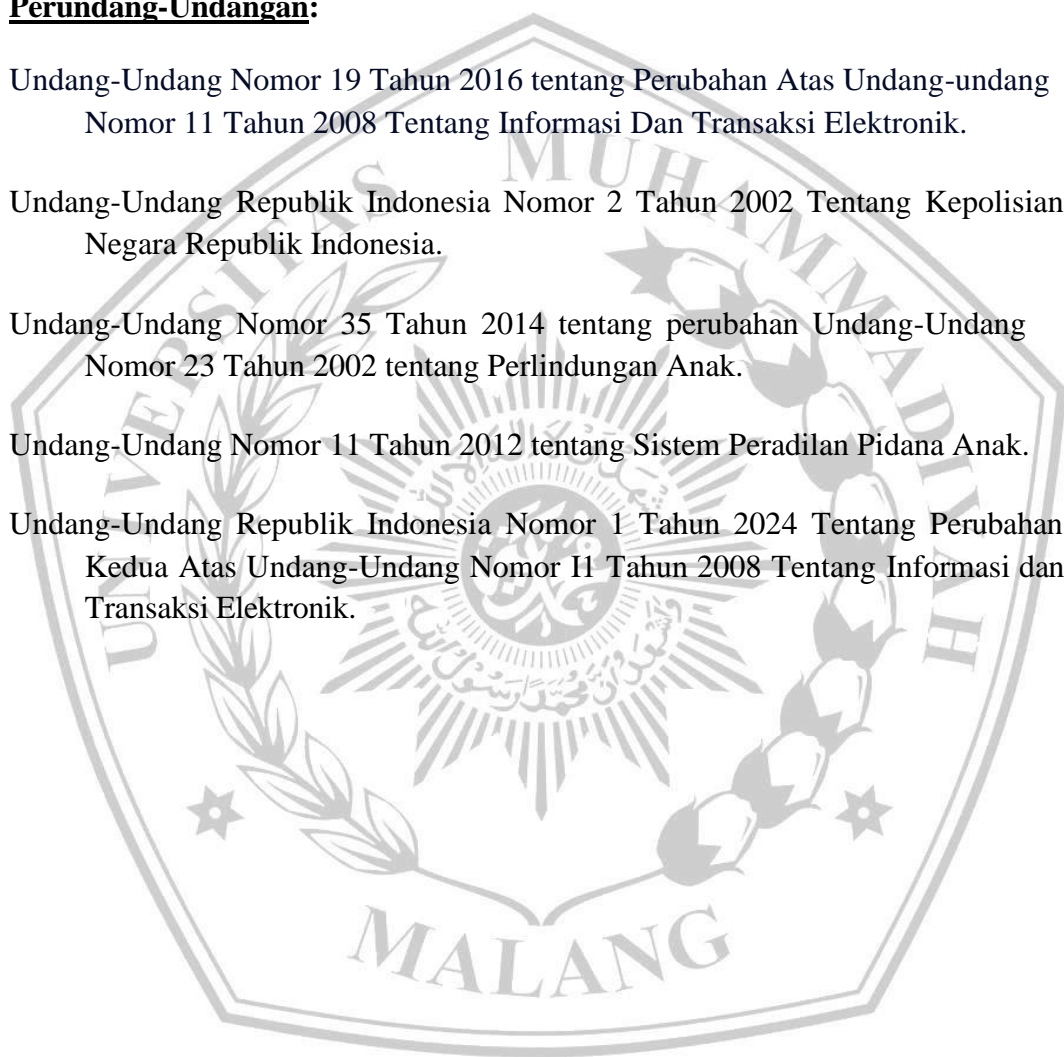 Perundang-Undangan:
Undang-Undang Nomor 19 Tahun 2016 tentang Perubahan Atas Undang-undang
Nomor 11 Tahun 2008 Tentang Informasi Dan Transaksi Elektronik.
Undang-Undang Republik Indonesia Nomor 2 Tahun 2002 Tentang Kepolisian
Negara Republik Indonesia.
Undang-Undang Nomor 35 Tahun 2014 tentang perubahan Undang-Undang
Nomor 23 Tahun 2002 tentang Perlindungan Anak.
Undang-Undang Nomor 11 Tahun 2012 tentang Sistem Peradilan Pidana Anak.
Undang-Undang Republik Indonesia Nomor 1 Tahun 2024 Tentang Perubahan
Kedua Atas Undang-Undang Nomor I1 Tahun 2008 Tentang Informasi dan
Transaksi Elektronik.
UNIVERSITAS MUHAMMADIYAH
MALANG